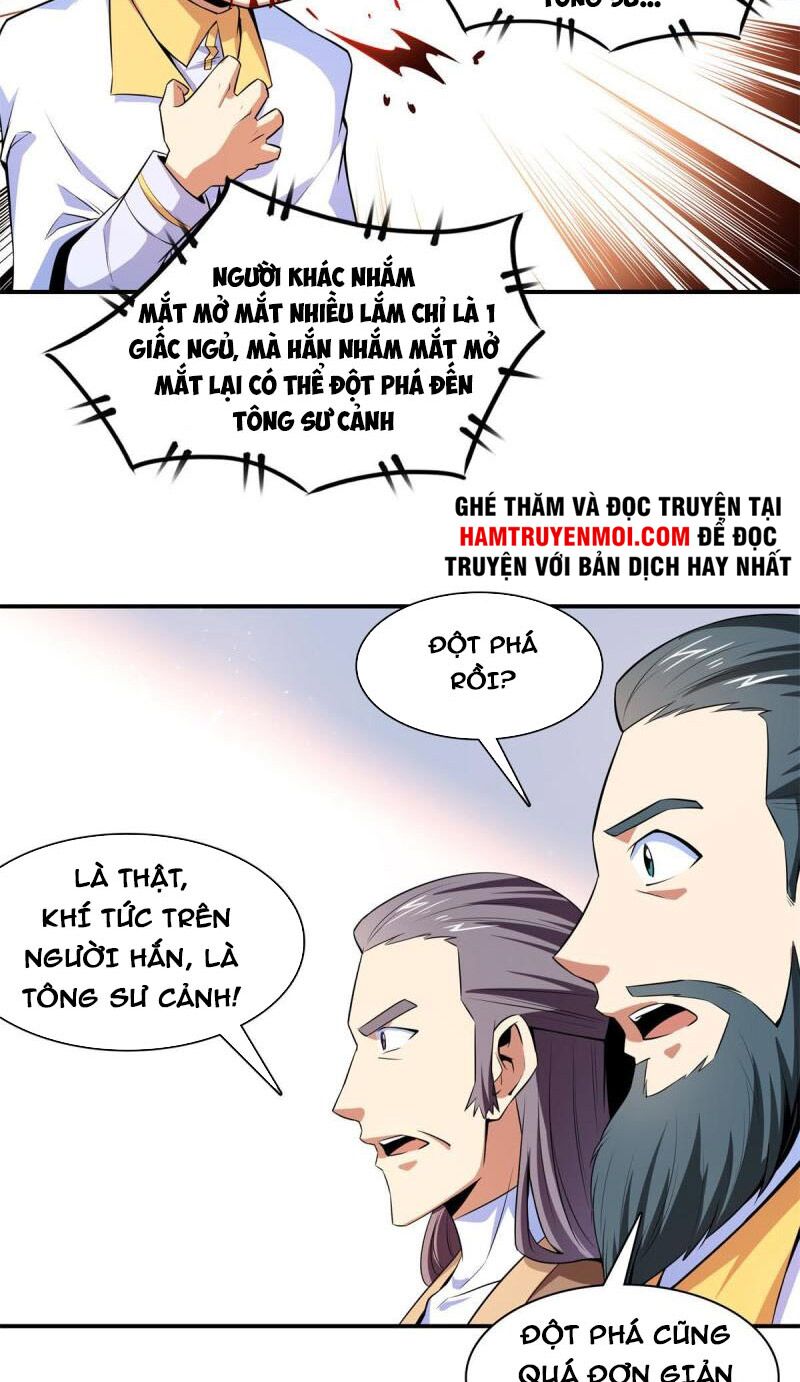 TÔNG SƯ...
NGƯỜI KHÁC NHẮM
MẮT MỞ MẮT NHIỀU LẮM CHỈ LÀ 1
GIẤC NGỦ, MÀ HẮN NHẮM MẮT MỞ
MẮT LẠI CÓ THỂ ĐỘT PHÁ ĐẾN
TÔNG SƯ CẢNH
GHÉ THĂM VÀ ĐỌC TRUYỆN TẠI
HAMTRUYENMOI.COM ĐỂ ĐỌC
TRUYỆN VỚI BẢN DỊCH HAY NHẤT
ĐỘT PHÁ
RỒI?
LÀ THẬT,
KHÍ TỨC TRÊN
NGƯỜI HẮN, LÀ
TÔNG SƯ CẢNH!
ĐỘT PHÁ CŨNG
QUÁ ĐƠN GIẢN